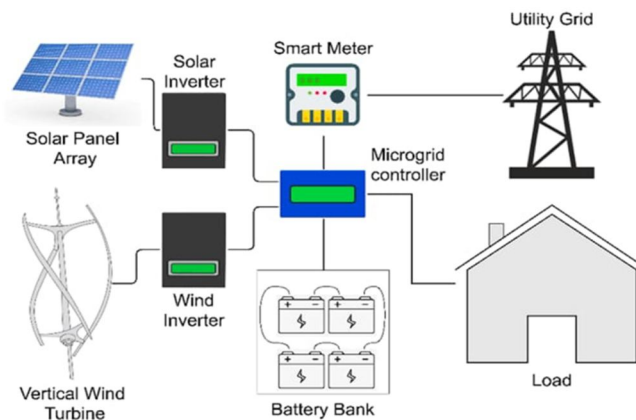 Utility Grid
Solar
Inverter
Smart Meter
Solar Panel
Array
Microgrid
controller
Wind
Inverter
Vertical Wind
Turbine
Battery Bank
Load